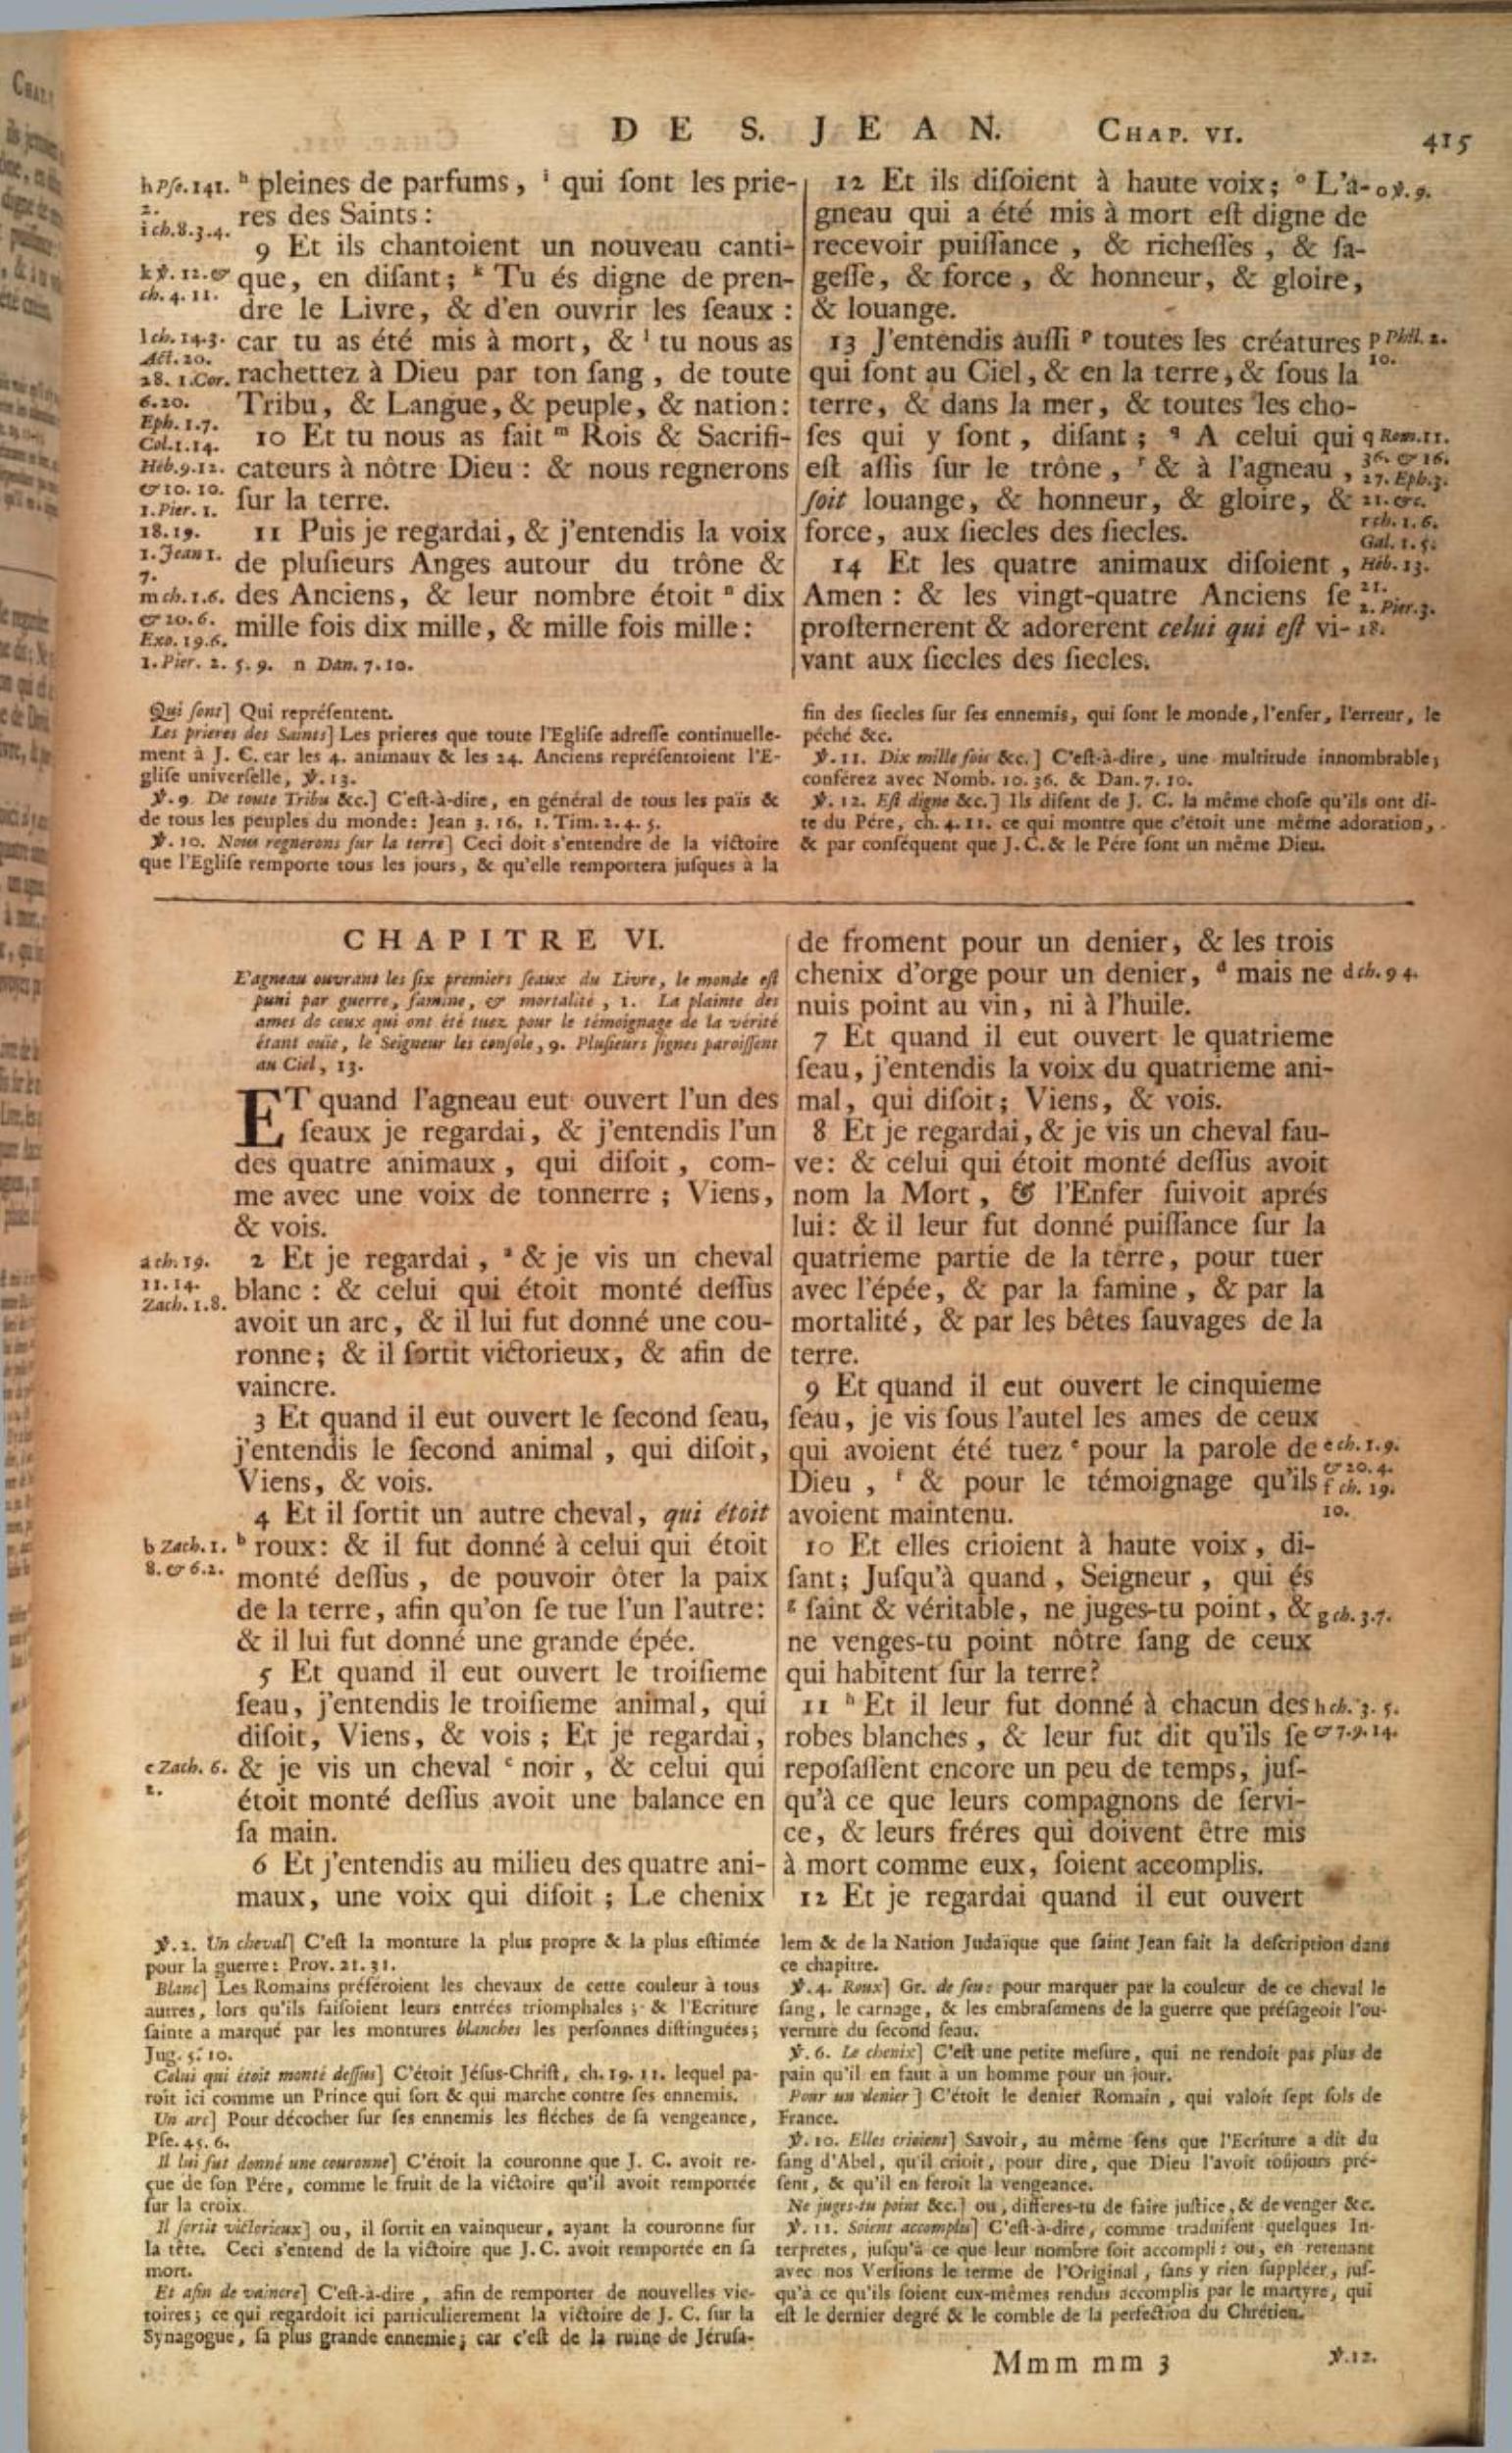 DE S. JEAN. CHAP. VI. 415
h Pse. 141.
2.
i ch. 8. 3. 4.
k ℣. 12. &
ch. 4. 11.
l ch. 14. 3.
Act. 20.
28. 1. Cor.
6. 20.
Eph. 1. 7.
Col. 1. 14.
Héb. 9. 12.
& 10. 10.
1. Pier. 1.
18. 19.
1. Jean 1.
7.
m ch. 1. 6.
& 20. 6.
Exo. 19. 6.
1. Pier. 2. 5. 9. n Dan. 7. 10.
ʰ pleines de parfums, ⁱ qui ſont les prie-
res des Saints :
9 Et ils chantoient un nouveau canti-
que, en diſant ; ᵏ Tu és digne de pren-
dre le Livre, & d'en ouvrir les ſeaux :
car tu as été mis à mort, & ˡ tu nous as
rachettez à Dieu par ton ſang, de toute
Tribu, & Langue, & peuple, & nation :
10 Et tu nous as fait ᵐ Rois & Sacrifi-
cateurs à nôtre Dieu : & nous regnerons
ſur la terre.
11 Puis je regardai, & j'entendis la voix
de pluſieurs Anges autour du trône &
des Anciens, & leur nombre étoit ⁿ dix
mille fois dix mille, & mille fois mille :
12 Et ils diſoient à haute voix ; ᵒ L'a-
gneau qui a été mis à mort eſt digne de
recevoir puiſſance, & richeſſes, & ſa-
geſſe, & force, & honneur, & gloire,
& louange.
13 J'entendis auſſi ᵖ toutes les créatures
qui ſont au Ciel, & en la terre, & ſous la
terre, & dans la mer, & toutes les cho-
ſes qui y ſont, diſant ; q A celui qui
eſt aſſis ſur le trône, ʳ & à l'agneau,
ſoit louange, & honneur, & gloire, &
force, aux ſiecles des ſiecles.
14 Et les quatre animaux diſoient,
Amen : & les vingt-quatre Anciens ſe
proſternerent & adorerent celui qui eſt vi-
vant aux ſiecles des ſiecles.
o ℣. 9.
p Phil. 2.
10.
q Rom. 11.
36. & 16.
27. Eph. 3.
21. &c.
r ch. 1. 6.
Gal. 1. 5.
Héb. 13.
21.
2. Pier. 3.
18.
Qui ſont] Qui repréſentent.
Les prieres des Saints] Les prieres que toute l'Egliſe adreſſe continuelle-
ment à J. C. car les 4. animaux & les 24. Anciens repréſentoient l'E-
gliſe univerſelle, ℣. 13.
℣. 9. De toute Tribu &c.] C'eſt-à-dire, en général de tous les païs &
de tous les peuples du monde : Jean 3. 16. 1. Tim. 2. 4. 5.
℣. 10. Nous regnerons ſur la terre] Ceci doit s'entendre de la victoire
que l'Egliſe remporte tous les jours, & qu'elle remportera juſques à la
fin des ſiecles ſur ſes ennemis, qui ſont le monde, l'enfer, l'erreur, le
péché &c.
℣. 11. Dix mille fois &c.] C'eſt-à-dire, une multitude innombrable ;
conférez avec Nomb. 10. 36. & Dan. 7. 10.
℣. 12. Eſt digne &c.] Ils diſent de J. C. la même choſe qu'ils ont di-
te du Pére, ch. 4. 11. ce qui montre que c'étoit une même adoration,
& par conſéquent que J. C. & le Pére ſont un même Dieu.
CHAPITRE VI.
L'agneau ouvrant les ſix premiers ſeaux du Livre, le monde eſt
puni par guerre, famine, & mortalité, 1. La plainte des
ames de ceux qui ont été tuez pour le témoignage de la vérité
étant ouïe, le Seigneur les conſole, 9. Pluſieurs ſignes paroiſſent
au Ciel, 13.
ET quand l'agneau eut ouvert l'un des
ſeaux je regardai, & j'entendis l'un
des quatre animaux, qui diſoit, com-
me avec une voix de tonnerre ; Viens,
& vois.
2 Et je regardai, ᵃ & je vis un cheval
blanc : & celui qui étoit monté deſſus
avoit un arc, & il lui fut donné une cou-
ronne ; & il ſortit victorieux, & afin de
vaincre.
3 Et quand il eut ouvert le ſecond ſeau,
j'entendis le ſecond animal, qui diſoit,
Viens, & vois.
4 Et il ſortit un autre cheval, qui étoit
ᵇ roux : & il fut donné à celui qui étoit
monté deſſus, de pouvoir ôter la paix
de la terre, afin qu'on ſe tue l'un l'autre :
& il lui fut donné une grande épée.
5 Et quand il eut ouvert le troiſieme
ſeau, j'entendis le troiſieme animal, qui
diſoit, Viens, & vois ; Et je regardai,
& je vis un cheval ᶜ noir, & celui qui
étoit monté deſſus avoit une balance en
ſa main.
6 Et j'entendis au milieu des quatre ani-
maux, une voix qui diſoit ; Le chenix
a ch. 19.
11. 14.
Zach. 1. 8.
b Zach. 1.
8. & 6. 2.
c Zach. 6.
2.
de froment pour un denier, & les trois
chenix d'orge pour un denier, ᵈ mais ne
nuis point au vin, ni à l'huile.
7 Et quand il eut ouvert le quatrieme
ſeau, j'entendis la voix du quatrieme ani-
mal, qui diſoit ; Viens, & vois.
8 Et je regardai, & je vis un cheval fau-
ve : & celui qui étoit monté deſſus avoit
nom la Mort, & l'Enfer ſuivoit aprés
lui : & il leur fut donné puiſſance ſur la
quatrieme partie de la terre, pour tuer
avec l'épée, & par la famine, & par la
mortalité, & par les bêtes ſauvages de la
terre.
9 Et quand il eut ouvert le cinquieme
ſeau, je vis ſous l'autel les ames de ceux
qui avoient été tuez ᵉ pour la parole de
Dieu, ᶠ & pour le témoignage qu'ils
avoient maintenu.
10 Et elles crioient à haute voix, di-
ſant ; Juſqu'à quand, Seigneur, qui és
ᵍ ſaint & véritable, ne juges-tu point, &
ne venges-tu point nôtre ſang de ceux
qui habitent ſur la terre ?
11 ʰ Et il leur fut donné à chacun des
robes blanches, & leur fut dit qu'ils ſe
repoſaſſent encore un peu de temps, juſ-
qu'à ce que leurs compagnons de ſervi-
ce, & leurs fréres qui doivent être mis
à mort comme eux, ſoient accomplis.
12 Et je regardai quand il eut ouvert
d ch. 9 4.
e ch. 1. 9.
& 20. 4.
f ch. 19.
10.
g ch. 3. 7.
h ch. 3. 5.
& 7. 9. 14.
℣. 2. Un cheval] C'eſt la monture la plus propre & la plus eſtimée
pour la guerre : Prov. 21. 31.
Blanc] Les Romains préféroient les chevaux de cette couleur à tous
autres, lors qu'ils faiſoient leurs entrées triomphales ; & l'Ecriture
ſainte a marqué par les montures blanches les perſonnes diſtinguées ;
Jug. 5. 10.
Celui qui étoit monté deſſus] C'étoit Jéſus-Chriſt, ch. 19. 11. lequel pa-
roît ici comme un Prince qui ſort & qui marche contre ſes ennemis.
Un arc] Pour décocher ſur ſes ennemis les fléches de ſa vengeance,
Pſe. 45. 6.
Il lui fut donné une couronne] C'étoit la couronne que J. C. avoit re-
çue de ſon Pére, comme le fruit de la victoire qu'il avoit remportée
ſur la croix.
Il ſortit victorieux] ou, il ſortit en vainqueur, ayant la couronne ſur
la tête. Ceci s'entend de la victoire que J. C. avoit remportée en ſa
mort.
Et afin de vaincre] C'eſt-à-dire, afin de remporter de nouvelles vic-
toires ; ce qui regardoit ici particulierement la victoire de J. C. ſur la
Synagogue, ſa plus grande ennemie ; car c'eſt de la ruine de Jéruſa-
lem & de la Nation Judaïque que ſaint Jean fait la deſcription dans
ce chapitre.
℣. 4. Roux] Gr. de feu : pour marquer par la couleur de ce cheval le
ſang, le carnage, & les embraſemens de la guerre que préſageoit l'ou-
verture du ſecond ſeau.
℣. 6. Le chenix] C'eſt une petite meſure, qui ne rendoit pas plus de
pain qu'il en faut à un homme pour un jour.
Pour un denier] C'étoit le denier Romain, qui valoit ſept ſols de
France.
℣. 10. Elles crioient] Savoir, au même ſens que l'Ecriture a dit du
ſang d'Abel, qu'il crioit, pour dire, que Dieu l'avoit toûjours pré-
ſent, & qu'il en feroit la vengeance.
Ne juges-tu point &c.] ou, differes-tu de faire juſtice, & de venger &c.
℣. 11. Soient accomplis] C'eſt-à-dire, comme traduiſent quelques In-
terpretes, juſqu'à ce que leur nombre ſoit accompli : ou, en retenant
avec nos Verſions le terme de l'Original, ſans y rien ſuppléer, juſ-
qu'à ce qu'ils ſoient eux-mêmes rendus accomplis par le martyre, qui
eſt le dernier degré & le comble de la perfection du Chrétien.
Mmm mm 3
℣. 12.